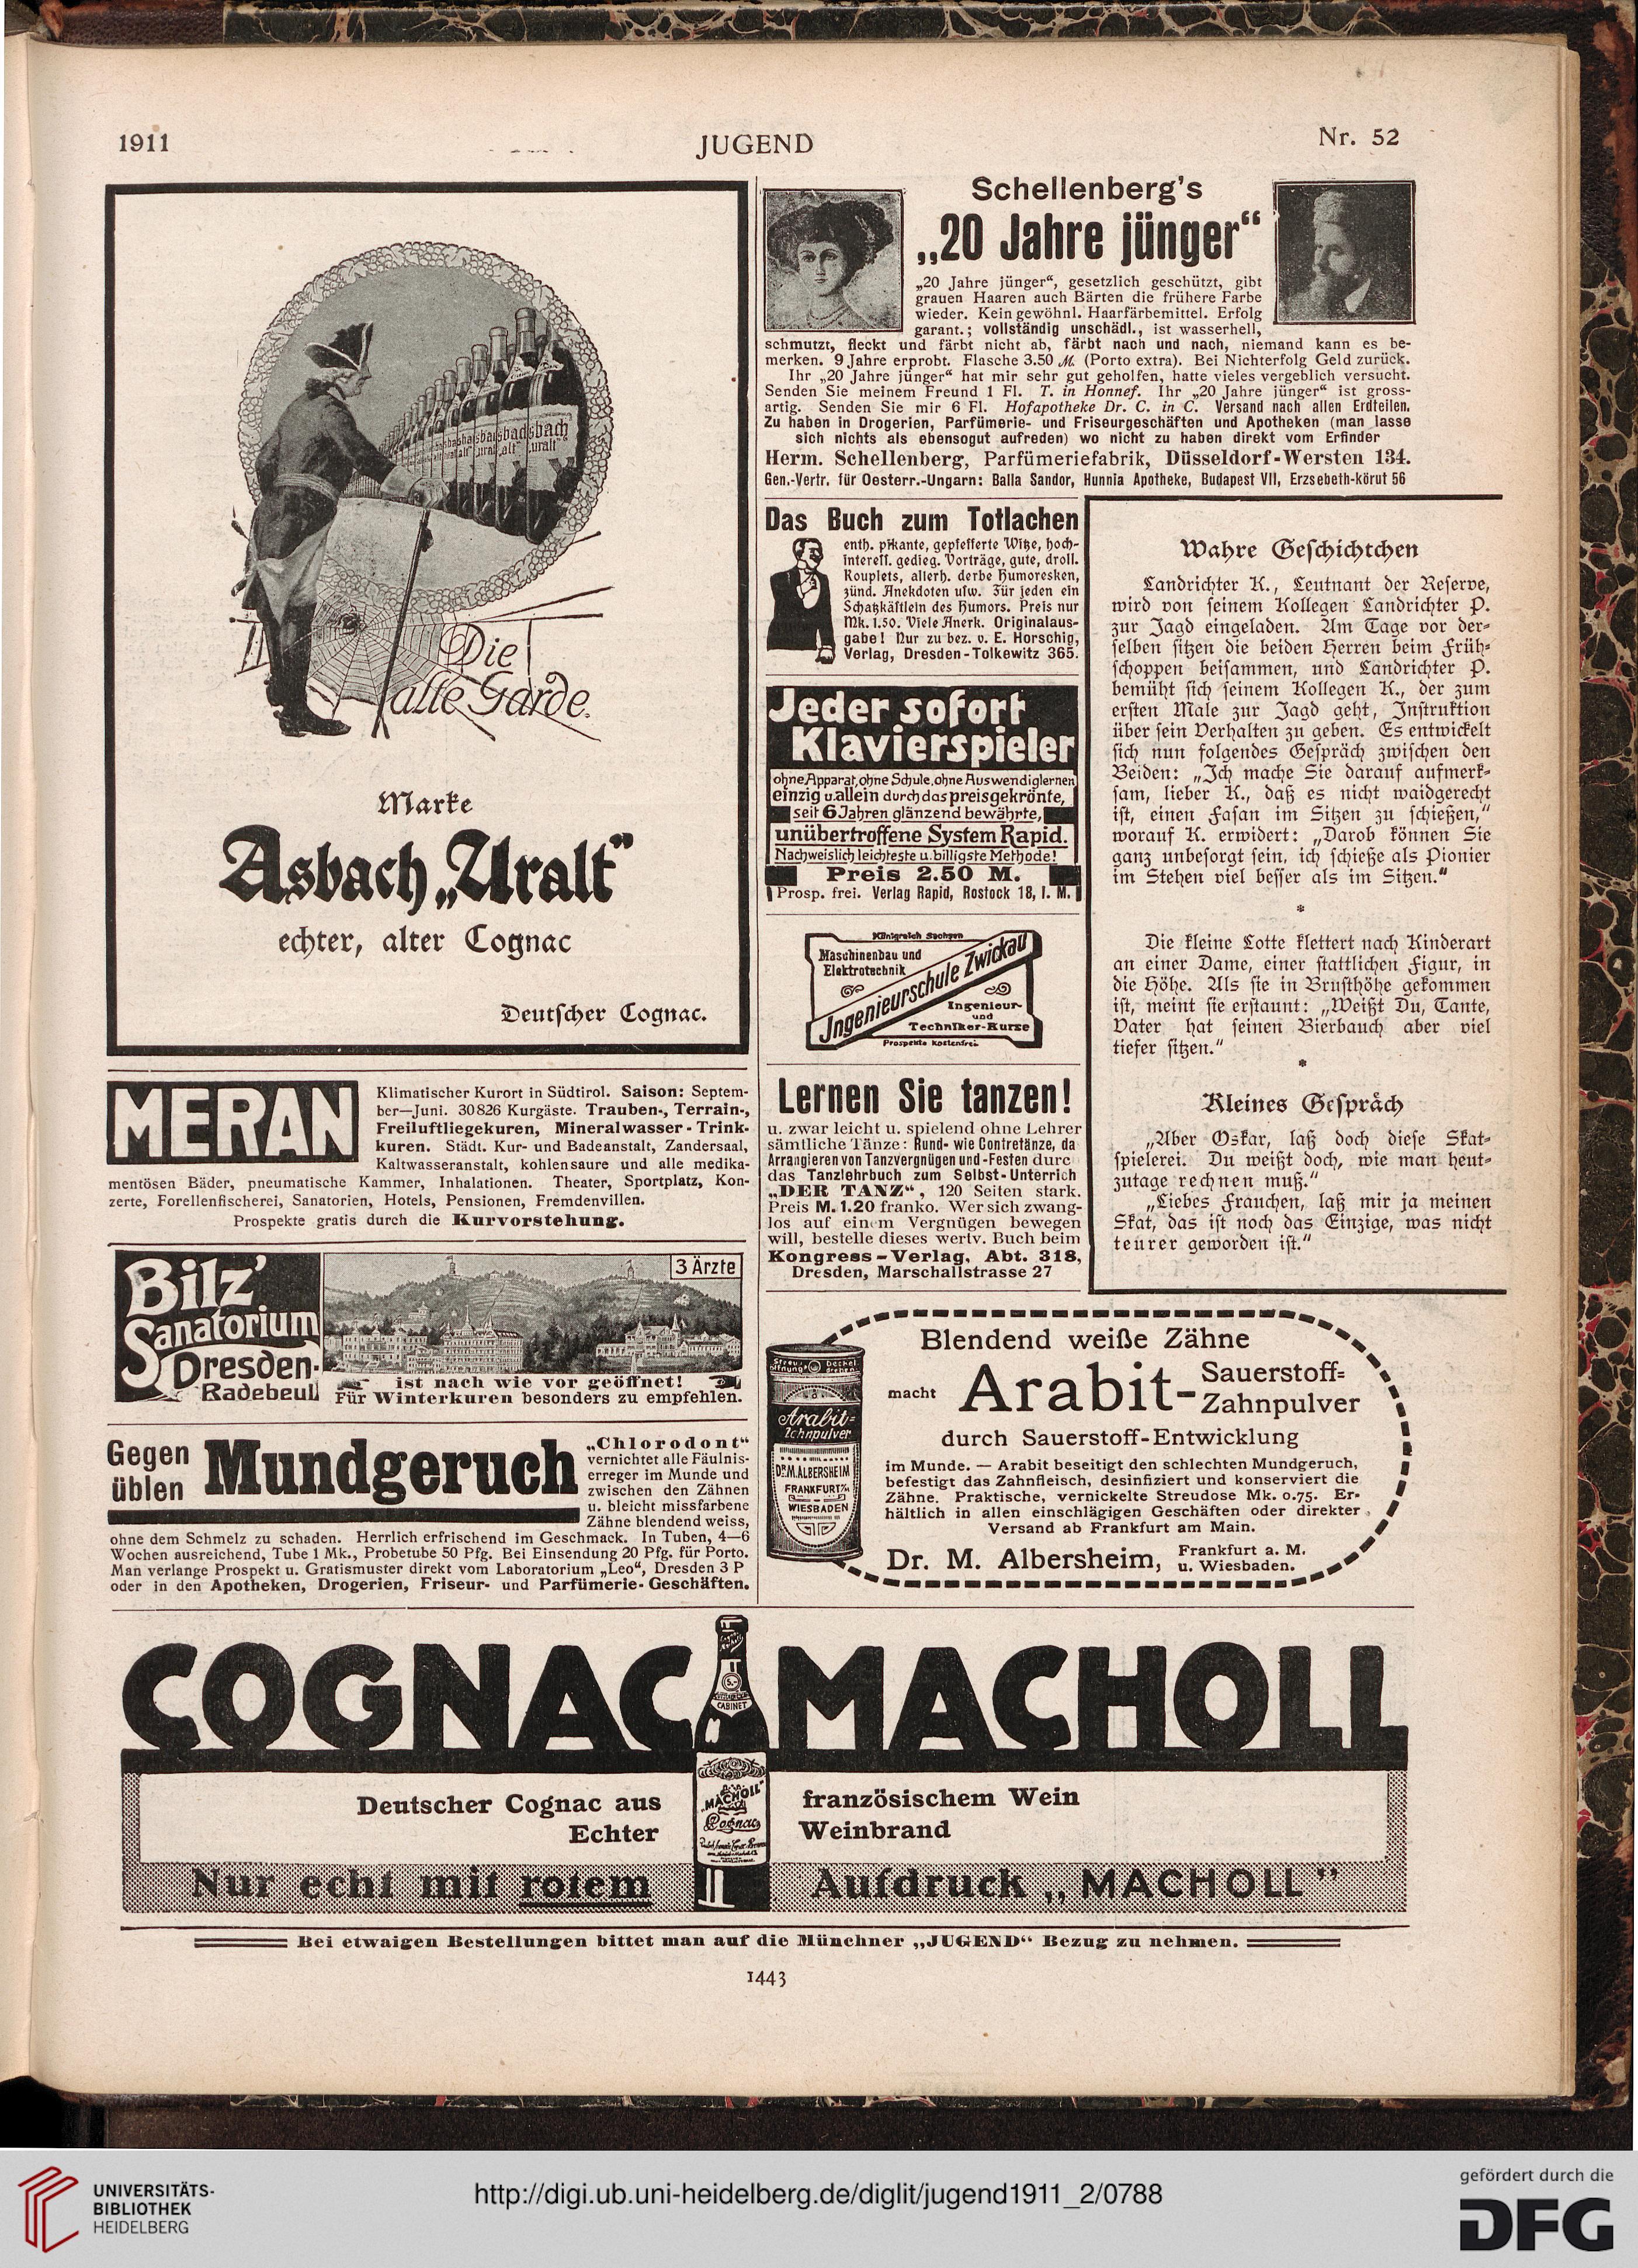 1911
JUGEND
Nr. 52
Die
alte Garde.
Marke
Asbach „Uralt“
echter, alter Cognac
Deutscher Cognac.
MERAN
Klimatischer Kurort in Südtirol. Saison: Septem-
ber—Juni. 30826 Kurgäste. Trauben-, Terrain-,
Freiluftliegekuren, Mineralwasser-Trink-
kuren. Städt. Kur- und Badeanstalt, Zandersaal,
Kaltwasseranstalt, kohlensaure und alle medika-
mentösen Bäder, pneumatische Kammer, Inhalationen. Theater, Sportplatz, Kon-
zerte, Forellenfischerei, Sanatorien, Hotels, Pensionen, Fremdenvillen.
Prospekte gratis durch die Kurvorstehung.
Bilz’
Sanatorium
Dresden-
Radebeul
3 Ärzte
ist nach wie vor geöffnet!
Für Winterkuren besonders zu empfehlen.
Gegen
üblen
Mundgeruch
„Chlorodont“
vernichtet alle Fäulnis-
erreger im Munde und
zwischen den Zähnen
u. bleicht missfarbene
Zähne blendend weiss,
ohne dem Schmelz zu schaden. Herrlich erfrischend im Geschmack. In Tuben, 4—6
Wochen ausreichend, Tube 1 Mk., Probetube 50 Pfg. Bei Einsendung 20 Pfg. für Porto.
Man verlange Prospekt u. Gratismuster direkt vom Laboratorium „Leo“, Dresden 3 P
oder in den Apotheken, Drogerien, Friseur- und Parfümerie-Geschäften.
Schellenberg’s
„20 Jahre jünger“
„20 Jahre jünger“, gesetzlich geschützt, gibt
grauen Haaren auch Bärten die frühere Farbe
wieder. Kein gewöhnl. Haarfärbemittel. Erfolg
garant.; vollständig unschädl., ist wasserhell,
schmutzt, fleckt und färbt nicht ab, färbt nach und nach, niemand kann es be-
merken. 9 Jahre erprobt. Flasche 3.50 M. (Porto extra). Bei Nichterfolg Geld zurück.
Ihr „20 Jahre jünger“ hat mir sehr gut geholfen, hatte vieles vergeblich versucht.
Senden Sie meinem Freund 1 Fl. T. in Honnef. Ihr „20 Jahre jünger“ ist gross-
artig. Senden Sie mir 6 Fl. Hofapotheke Dr. C. in C. Versand nach allen Erdteilen.
Zu haben in Drogerien, Parfümerie- und Friseurgeschäften und Apotheken (man lasse
sich nichts als ebensogut aufreden) wo nicht zu haben direkt vom Erfinder
Herm. Schellenberg, Parfümeriefabrik, Düsseldorf-Wersten 134.
Gen.-Vertr. für Oesterr.-Ungarn: Balla Sandor, Hunnia Apotheke, Budapest VII, Erzsebeth-körut 56
Das Buch zum Totlachen
enth. pikante, gepfefferte Witze, hoch-
interess. gedieg. Vorträge, gute, droll.
Kouplets, allerh. derbe Humoresken,
zünd. Anekdoten usw. Für jeden ein
Schatzkästlein des Humors. Preis nur
Mk. 1.50. Viele Anerk. Originalaus-
gabe! Nur zu bez. v. E. Horschig,
Verlag, Dresden-Tolkewitz 365.
Jeder sofort
Klavierspieler
ohne Apparat, ohne Schule, ohne Auswendiglernen
einzig u. allein durch das preisgekrönte,
seit 6 Jahren glänzend bewährte,
unübertroffene System Rapid.
Nachweislich leichteste u. billigste Methode!
Preis 2.50 M.
Prosp. frei. Verlag Rapid, Rostock 18, I. M.
Königreich Sachsen
Maschinenbau und
Elektrotechnik
Ingenieurschule Zwickau
Ingenieur-
und
Techniker-Kurse
Prospekte kostenfrei
Lernen Sie tanzen!
u. zwar leicht u. spielend ohne Lehrer
sämtliche Tänze: Rund- wie Contretänze, da
Arrangieren von Tanzvergnügen und -Festen durc
das Tanzlehrbuch zum Selbst-Unterrich
„DER TANZ“, 120 Seiten stark.
Preis M. 1.20 franko. Wer sich zwang-
los auf einem Vergnügen bewegen
will, bestelle dieses wertv. Buch beim
Kongress-Verlag, Abt. 318,
Dresden, Marschallstrasse 27
Wahre Geschichtchen
Landrichter K., Leutnant der Reserve,
wird von seinem Kollegen Landrichter P.
zur Jagd eingeladen. Am Tage vor der-
selben sitzen die beiden Herren beim Früh-
schoppen beisammen, und Landrichter P.
bemüht sich seinem Kollegen K., der zum
ersten Male zur Jagd geht, Instruktion
über sein Verhalten zu geben. Es entwickelt
sich nun folgendes Gespräch zwischen den
Beiden: „Ich mache Sie darauf aufmerk-
sam, lieber K., daß es nicht waidgerecht
ist, einen Fasan im Sitzen zu schießen,“
worauf K. erwidert: „Darob können Sie
ganz unbesorgt sein, ich schieße als Pionier
im Stehen viel besser als im Sitzen.“
*
Die kleine Lotte klettert nach Kinderart
an einer Dame, einer stattlichen Figur, in
die Höhe. Als sie in Brusthöhe gekommen
ist, meint sie erstaunt: „Weißt Du, Tante,
Vater hat seinen Bierbauch aber viel
tiefer sitzen.“
*
Kleines Gespräch
„Aber Oskar, laß doch diese Skat-
spielerei. Du weißt doch, wie man heut-
zutage rechnen muß.“
„Liebes Frauchen, laß mir ja meinen
Skat, das ist noch das Einzige, was nicht
teurer geworden ist.“
Blendend weiße Zähne
macht Arabit-Sauerstoff-
Zahnpulver
durch Sauerstoff-Entwicklung
im Munde. — Arabit beseitigt den schlechten Mundgeruch,
befestigt das Zahnfleisch, desinfiziert und konserviert die
Zähne. Praktische, vernickelte Streudose Mk. 0.75. Er-
hältlich in allen einschlägigen Geschäften oder direkter
Versand ab Frankfurt am Main.
Dr. M. Albersheim, Frankfurt a. M.
u. Wiesbaden.
Arabit-
Zahnpulver
DR. M. ALBERSHEIM
FRANKFURT a/M.
WIESBADEN
COGNAC MACHOLL
CABINET
"MACHOLL"
Cognac
Deutscher Cognac aus französischem Wein
Echter Weinbrand
Nur echt mit rotem Aufdruck „MACHOLL“
Bei etwaigen Bestellungen bittet man auf die Münchner „JUGEND“ Bezug zu nehmen.
1443
UNIVERSITÄTS-
BIBLIOTHEK
HEIDELBERG
http://digi.ub.uni-heidelberg.de/diglit/jugend1911_2/0788
gefördert durch die
DFG